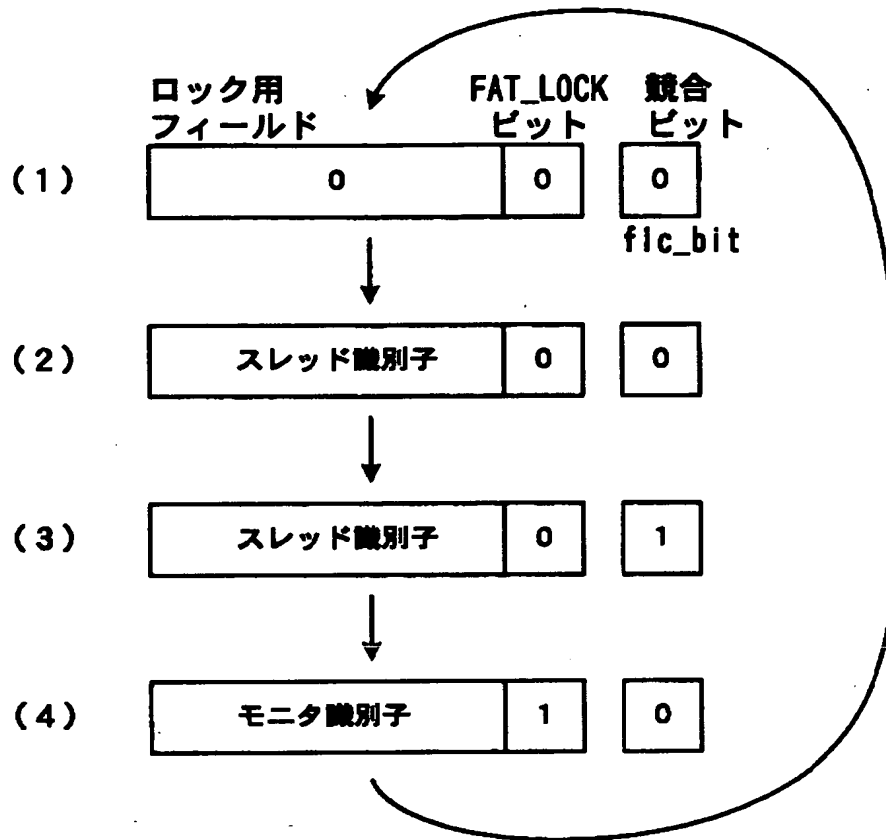 ロック用 FAT_LOCK 競合
フィールド ビット ビット
(1) 0 0 0
flc_bit
(2) スレッド識別子 0 0
(3) スレッド識別子 0 1
(4) モニタ識別子 1 0